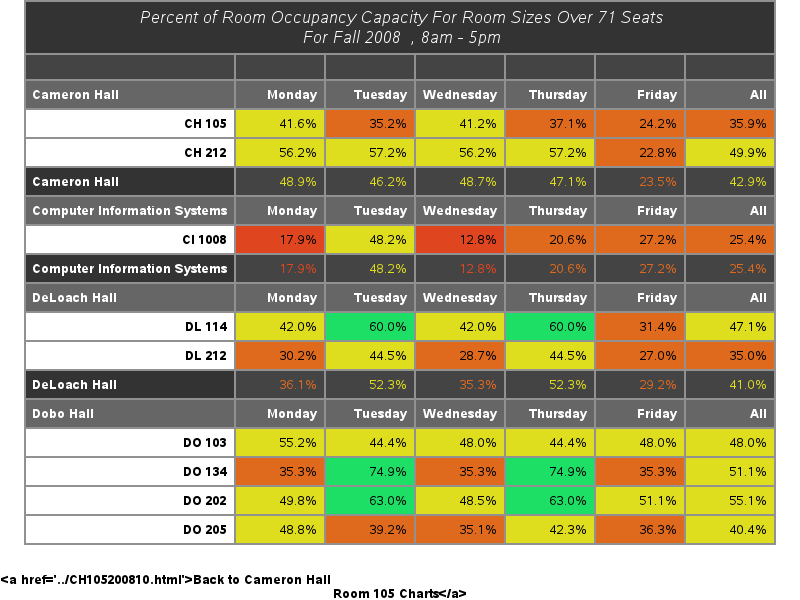 Percent of Room Occupancy Capacity For Room Sizes Over 71 Seats
For Fall 2008 , 8am - 5pm
Cameron Hall Monday Tuesday Wednesday Thursday Friday All
CH 105 41.6% 35.2% 41.2% 37.1% 24.2% 35.9%
CH 212 56.2% 57.2% 56.2% 57.2% 22.8% 49.9%
Cameron Hall 48.9% 46.2% 48.7% 47.1% 23.5% 42.9%
Computer Information Systems Monday Tuesday Wednesday Thursday Friday All
CI 1008 17.9% 48.2% 12.8% 20.6% 27.2% 25.4%
Computer Information Systems 17.9% 48.2% 12.8% 20.6% 27.2% 25.4%
DeLoach Hall Monday Tuesday Wednesday Thursday Friday All
DL 114 42.0% 60.0% 42.0% 60.0% 31.4% 47.1%
DL 212 30.2% 44.5% 28.7% 44.5% 27.0% 35.0%
DeLoach Hall 36.1% 52.3% 35.3% 52.3% 29.2% 41.0%
Dobo Hall Monday Tuesday Wednesday Thursday Friday All
DO 103 55.2% 44.4% 48.0% 44.4% 48.0% 48.0%
DO 134 35.3% 74.9% 35.3% 74.9% 35.3% 51.1%
DO 202 49.8% 63.0% 48.5% 63.0% 51.1% 55.1%
DO 205 48.8% 39.2% 35.1% 42.3% 36.3% 40.4%
<a href='../CH105200810.html'>Back to Cameron Hall
Room 105 Charts</a>